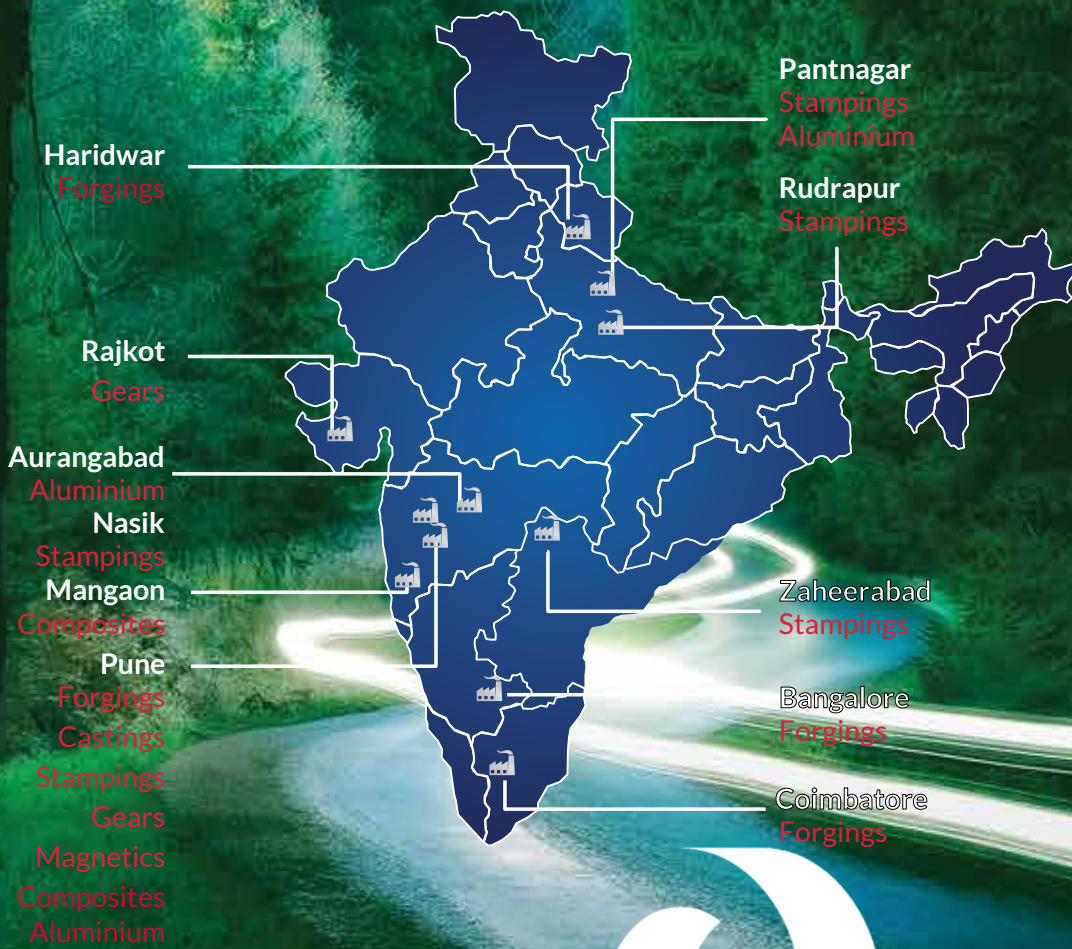 Haridwar
Forgings
Rajkot
Gears
Aurangabad
Aluminium
Nasik
Stampings
Mangaon
Composites
Pune
Forgings
Castings
Stampings
Gears
Magnetics
Composites
Aluminium
Pantnagar
Stampings
Aluminium
Rudrapur
Stampings
Zaheerabad
Stampings
Bangalore
Forgings
Coimbatore
Forgings